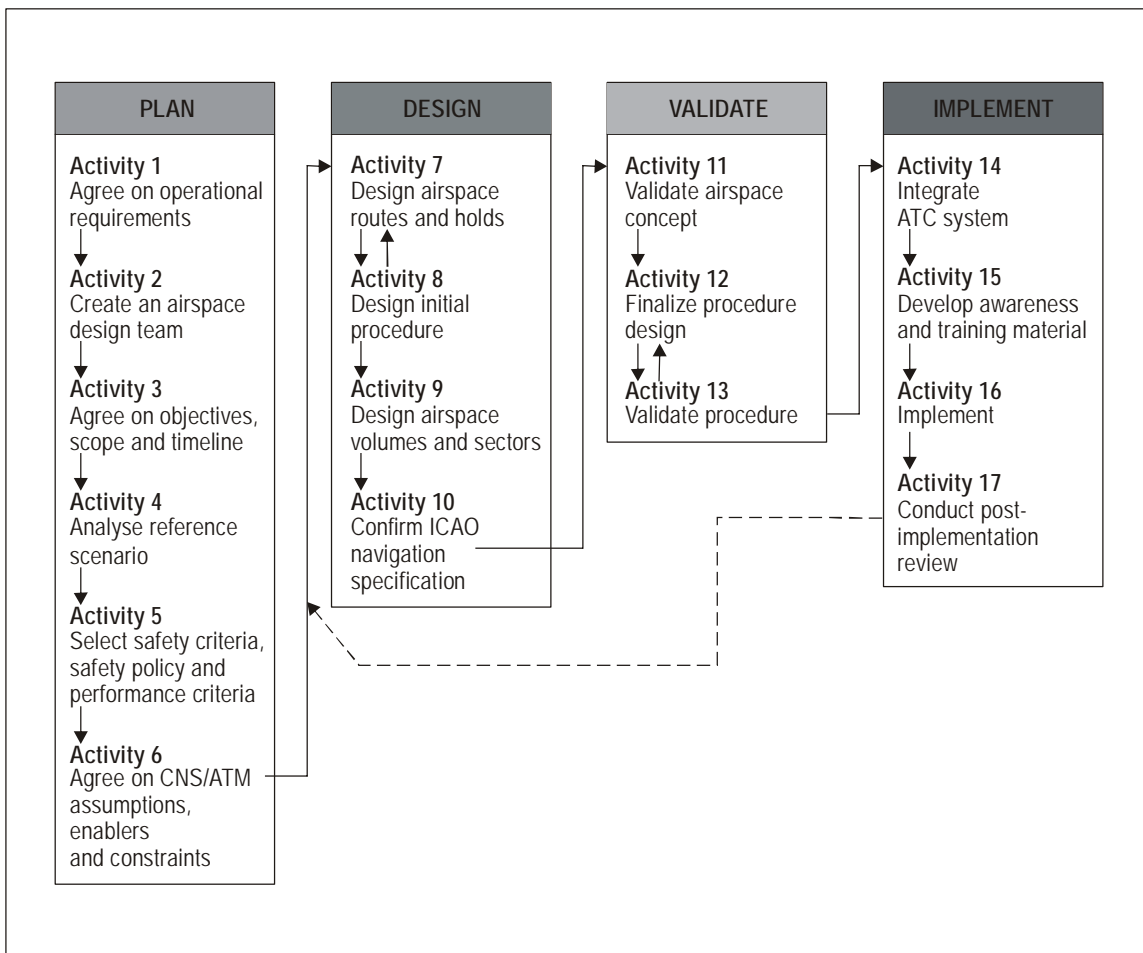 PLAN
Activity 1
Agree on operational
requirements
Activity 2
Create an airspace
design team
Activity 3
Agree on objectives,
scope and timeline
Activity 4
Analyse reference
scenario
Activity 5
Select safety criteria,
safety policy and
performance criteria
Activity 6
Agree on CNS/ATM
assumptions,
enablers
and constraints
DESIGN
Activity 7
Design airspace
routes and holds
Activity 8
Design initial
procedure
Activity 9
Design airspace
volumes and sectors
Activity 10
Confirm ICAO
navigation
specification
VALIDATE
Activity 11
Validate airspace
concept
Activity 12
Finalize procedure
design
Activity 13
Validate procedure
IMPLEMENT
Activity 14
Integrate
ATC system
Activity 15
Develop awareness
and training material
Activity 16
Implement
Activity 17
Conduct post-
implementation
review